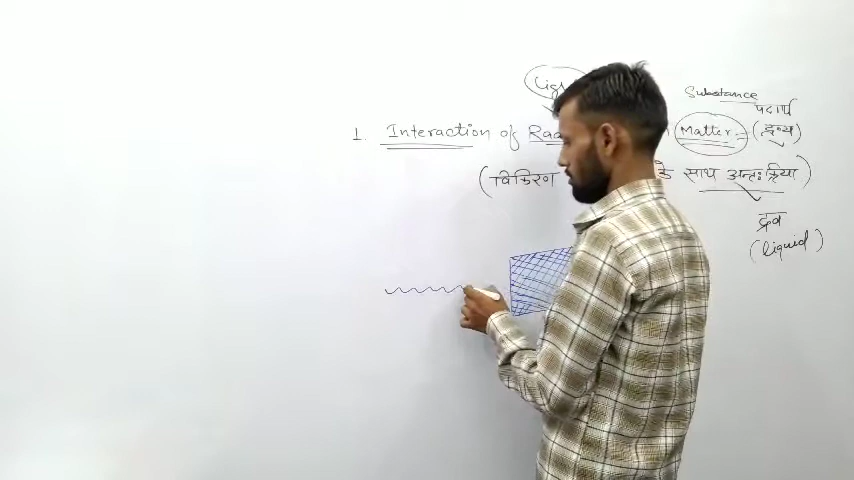 Substance
पदार्थ
1. Interaction of Matter (द्रव्य)
(विकिरण के साथ अन्तःक्रिया)
द्रव
(liquid)